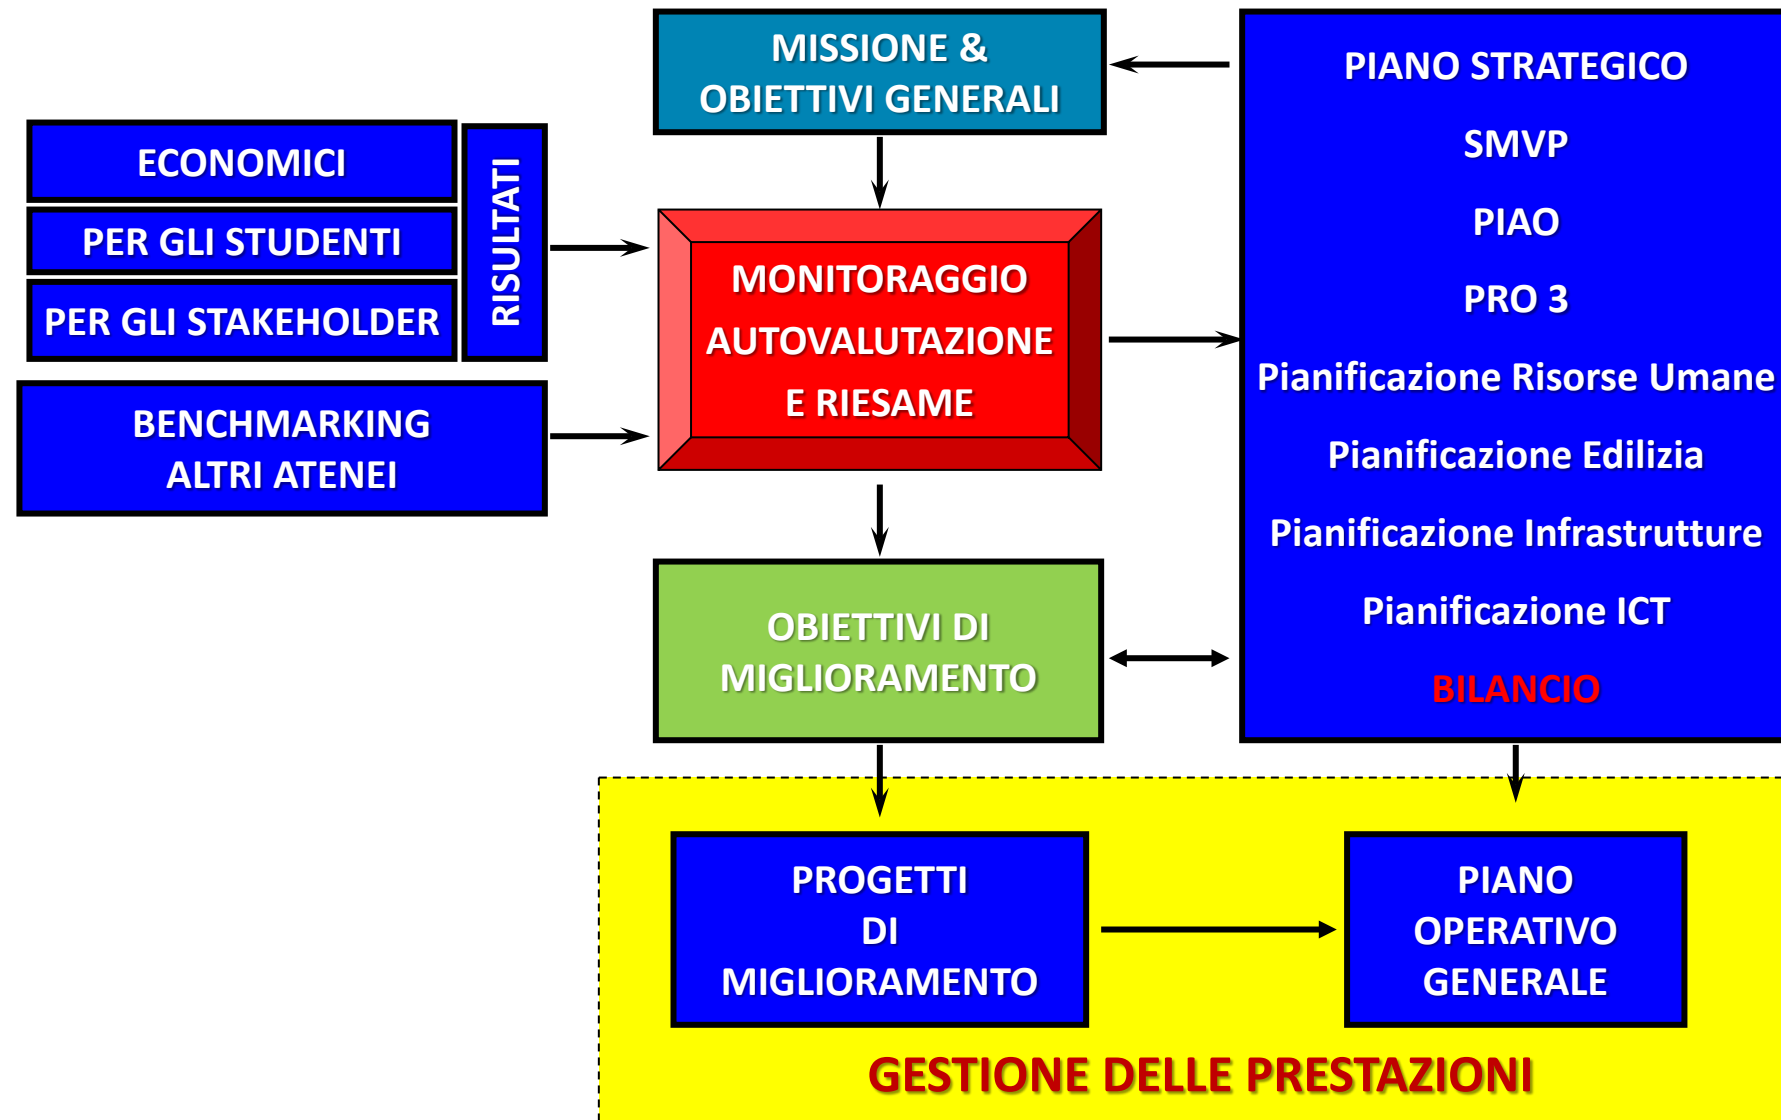 MISSIONE &
OBIETTIVI GENERALI
ECONOMICI
PER GLI STUDENTI
PER GLI STAKEHOLDER
RISULTATI
BENCHMARKING
ALTRI ATENEI
MONITORAGGIO
AUTOVALUTAZIONE
E RIESAME
OBIETTIVI DI
MIGLIORAMENTO
PIANO STRATEGICO
SMVP
PIAO
PRO 3
Pianificazione Risorse Umane
Pianificazione Edilizia
Pianificazione Infrastrutture
Pianificazione ICT
BILANCIO
PROGETTI
DI
MIGLIORAMENTO
PIANO
OPERATIVO
GENERALE
GESTIONE DELLE PRESTAZIONI